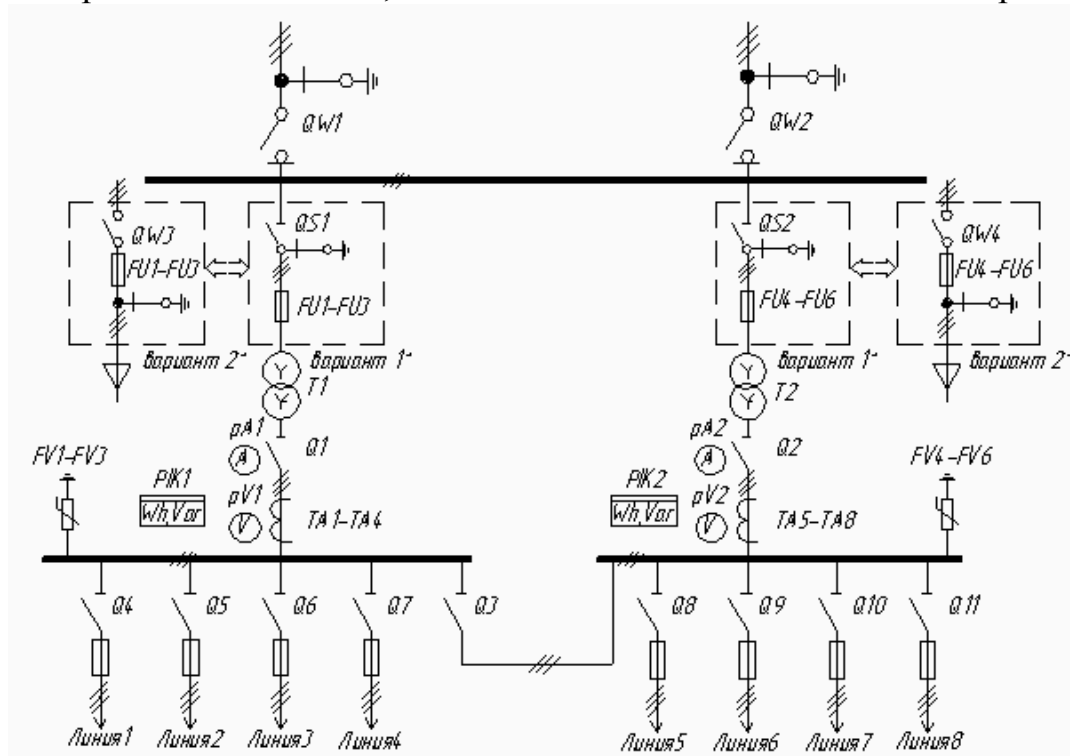 QW1
QW2
QW3
QS1
QS2
QW4
FU1-FU3
FU1-FU3
FU4-FU6
FU4-FU6
Вариант 2*
Вариант 1*
Вариант 1*
Вариант 2*
Y
Y
T1
T2
Y
Y
pA1
Q1
pA2
Q2
FV1-FV3
A
A
FV4-FV6
PIK1
pV1
PIK2
pV2
Wh,Var
V
TA1-TA4
Wh,Var
V
TA5-TA8
Q4
Q5
Q6
Q7
Q3
Q8
Q9
Q10
Q11
Линия1
Линия2
Линия3
Линия4
Линия5
Линия6
Линия7
Линия8